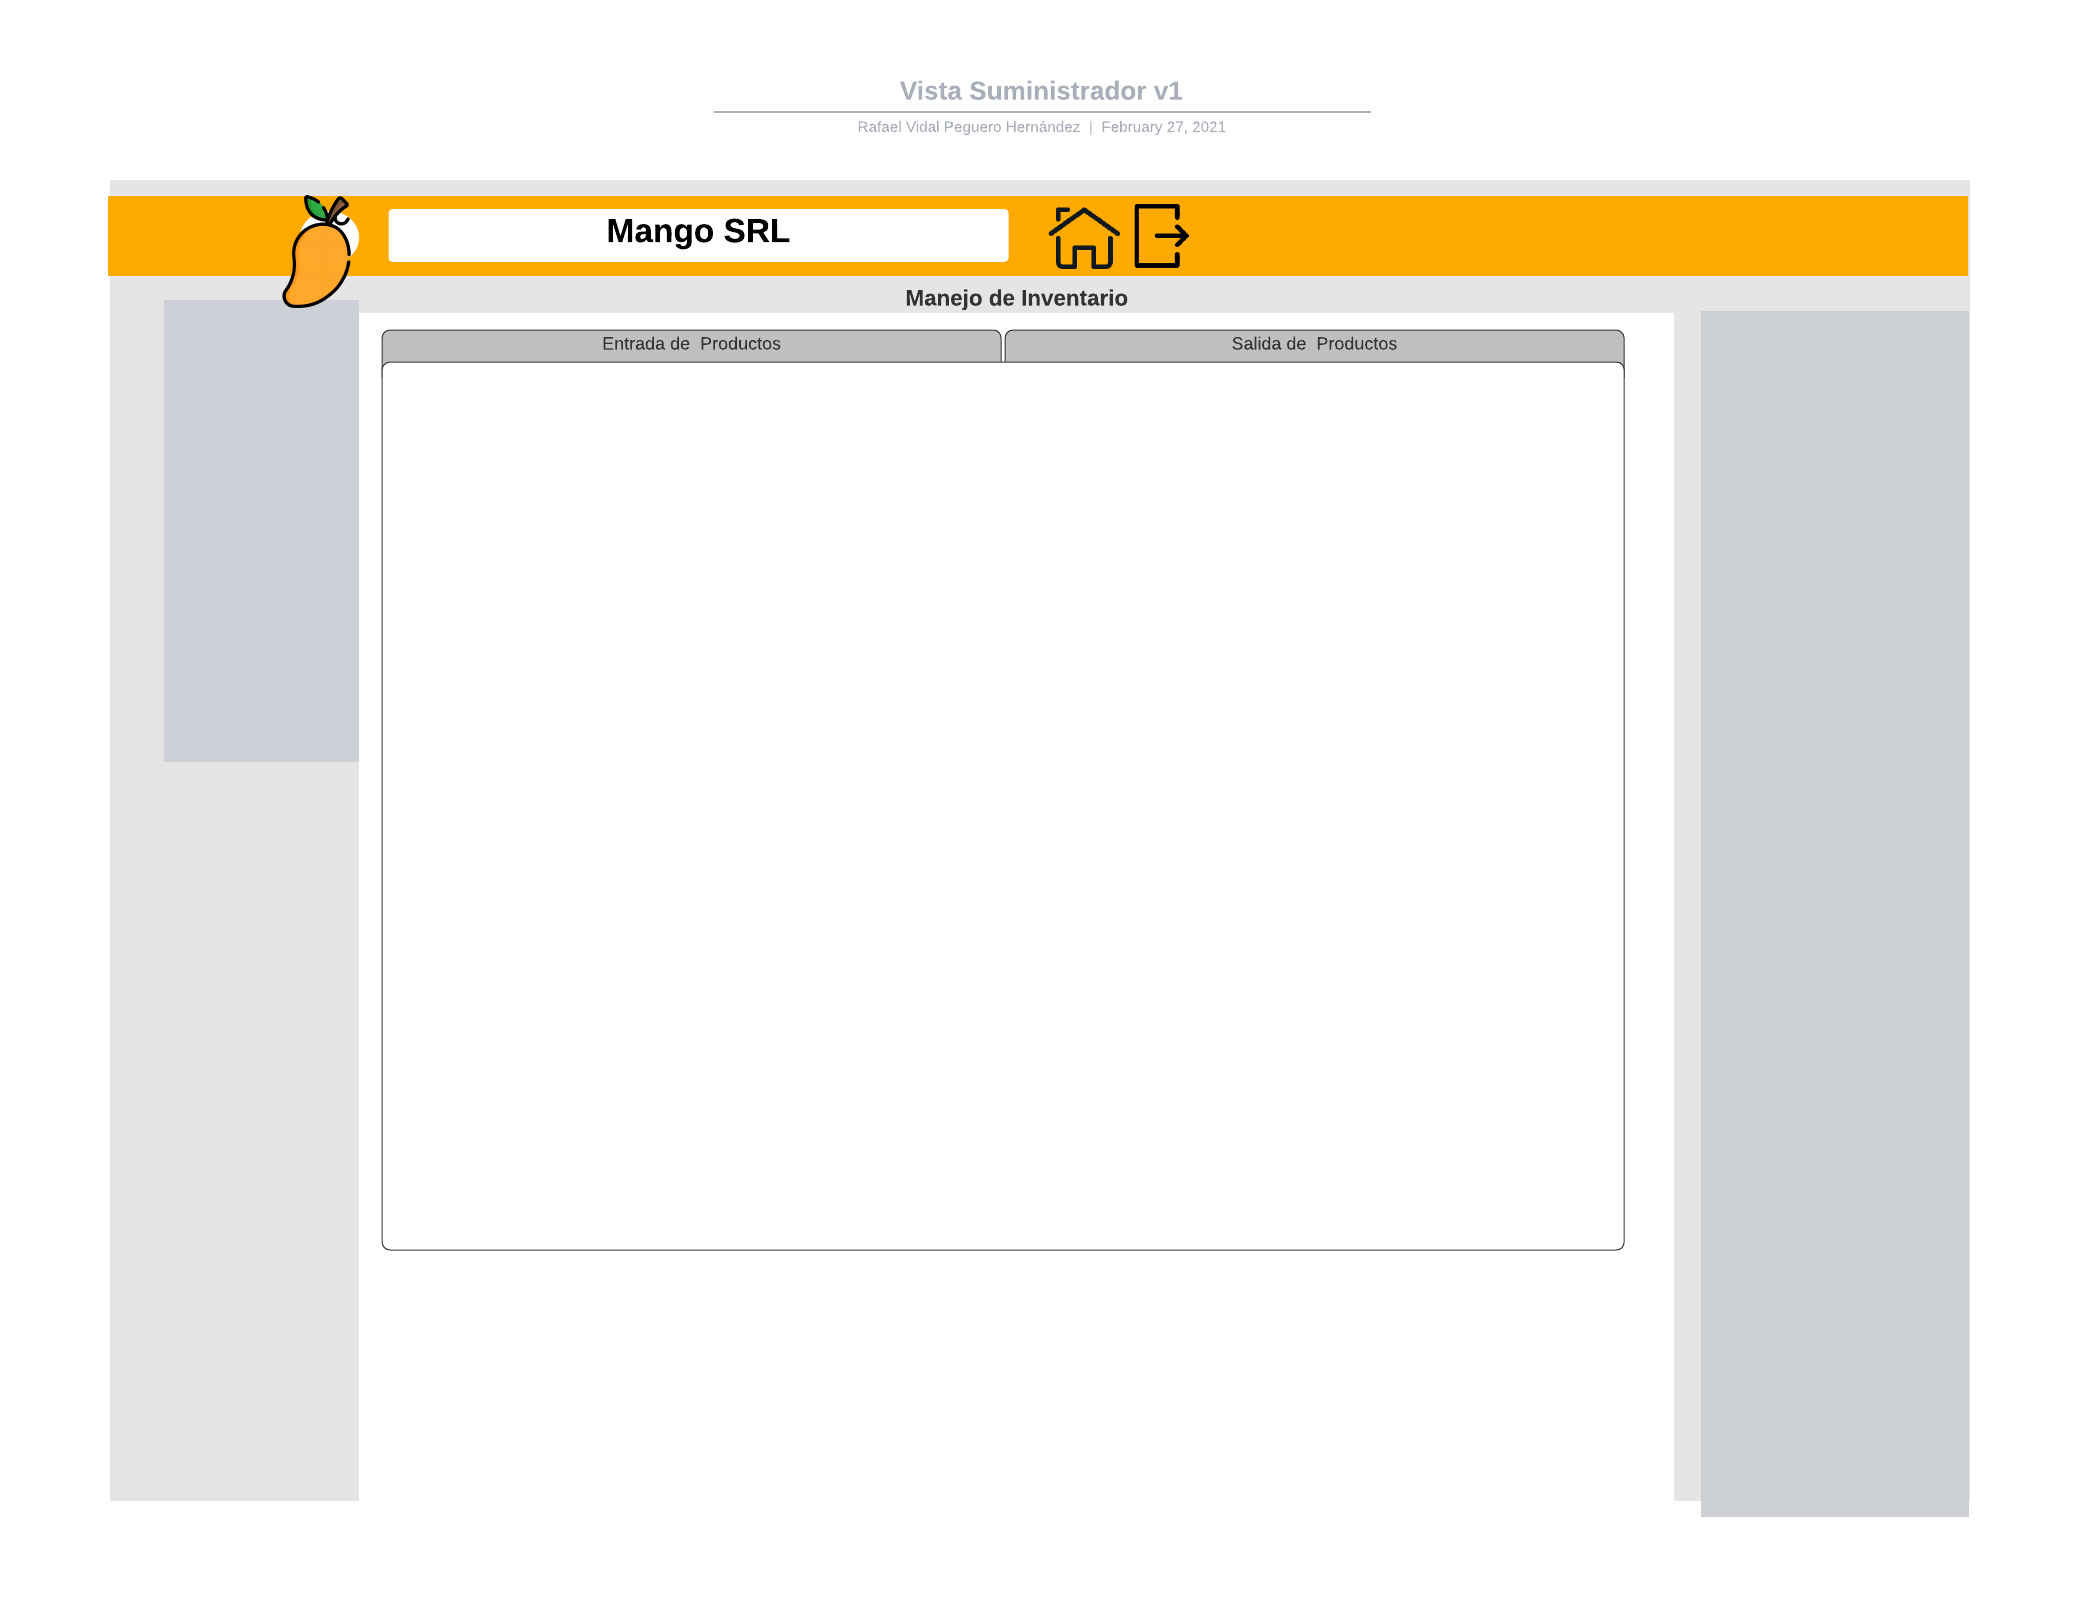 Vista Suministrador v1
Rafael Vidal Peguero Hernández | February 27, 2021
Mango SRL
Manejo de Inventario
Entrada de  Productos
Salida de  Productos